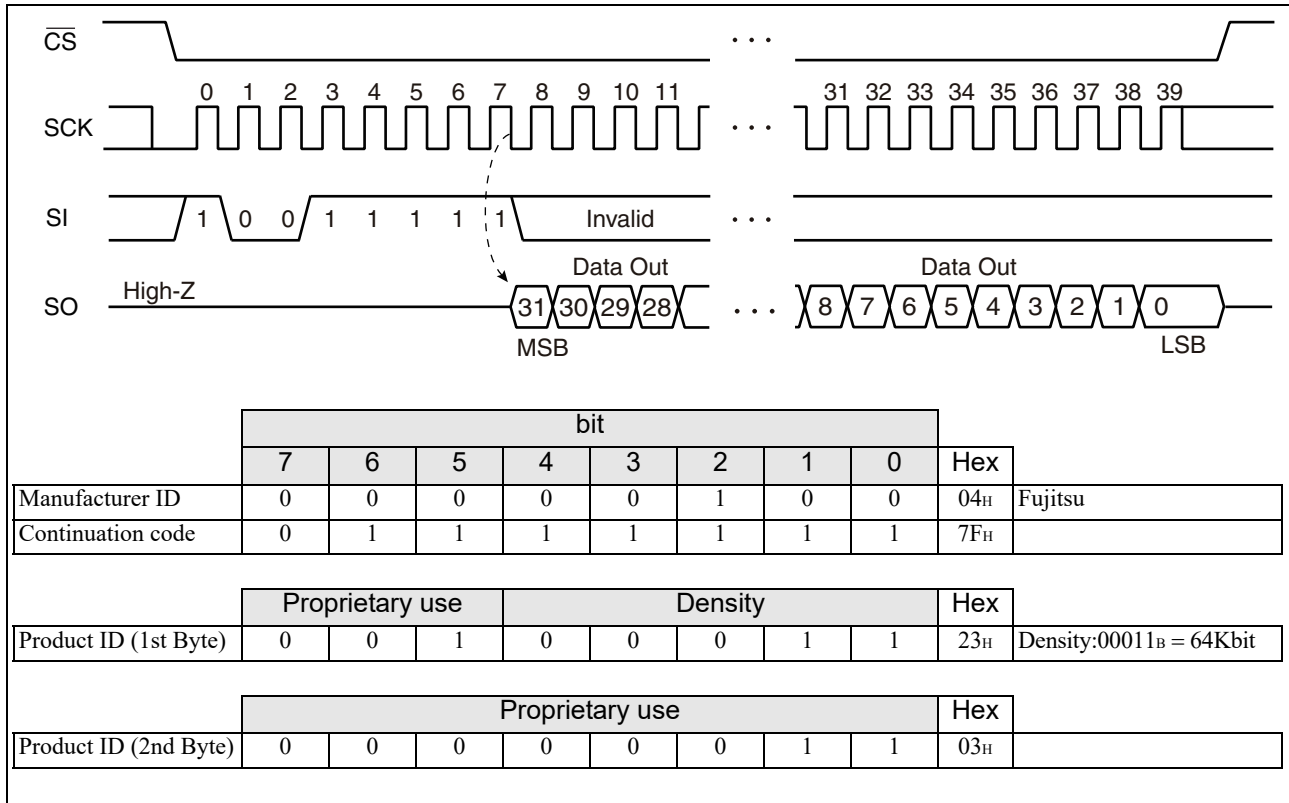 CS ...
0 1 2 3 4 5 6 7 8 9 10 11 31 32 33 34 35 36 37 38 39
SCK ...
SI 1 0 0 1 1 1 1 1 Invalid ...
Data Out Data Out
High-Z
SO 31 30 29 28 ... 8 7 6 5 4 3 2 1 0
MSB LSB
bit
7 6 5 4 3 2 1 0 Hex
Manufacturer ID 0 0 0 0 0 1 0 0 04H Fujitsu
Continuation code 0 1 1 1 1 1 1 1 7FH
Proprietary use Density Hex
Product ID (1st Byte) 0 0 1 0 0 0 1 1 23H Density:00011B = 64Kbit
Proprietary use Hex
Product ID (2nd Byte) 0 0 0 0 0 0 1 1 03H